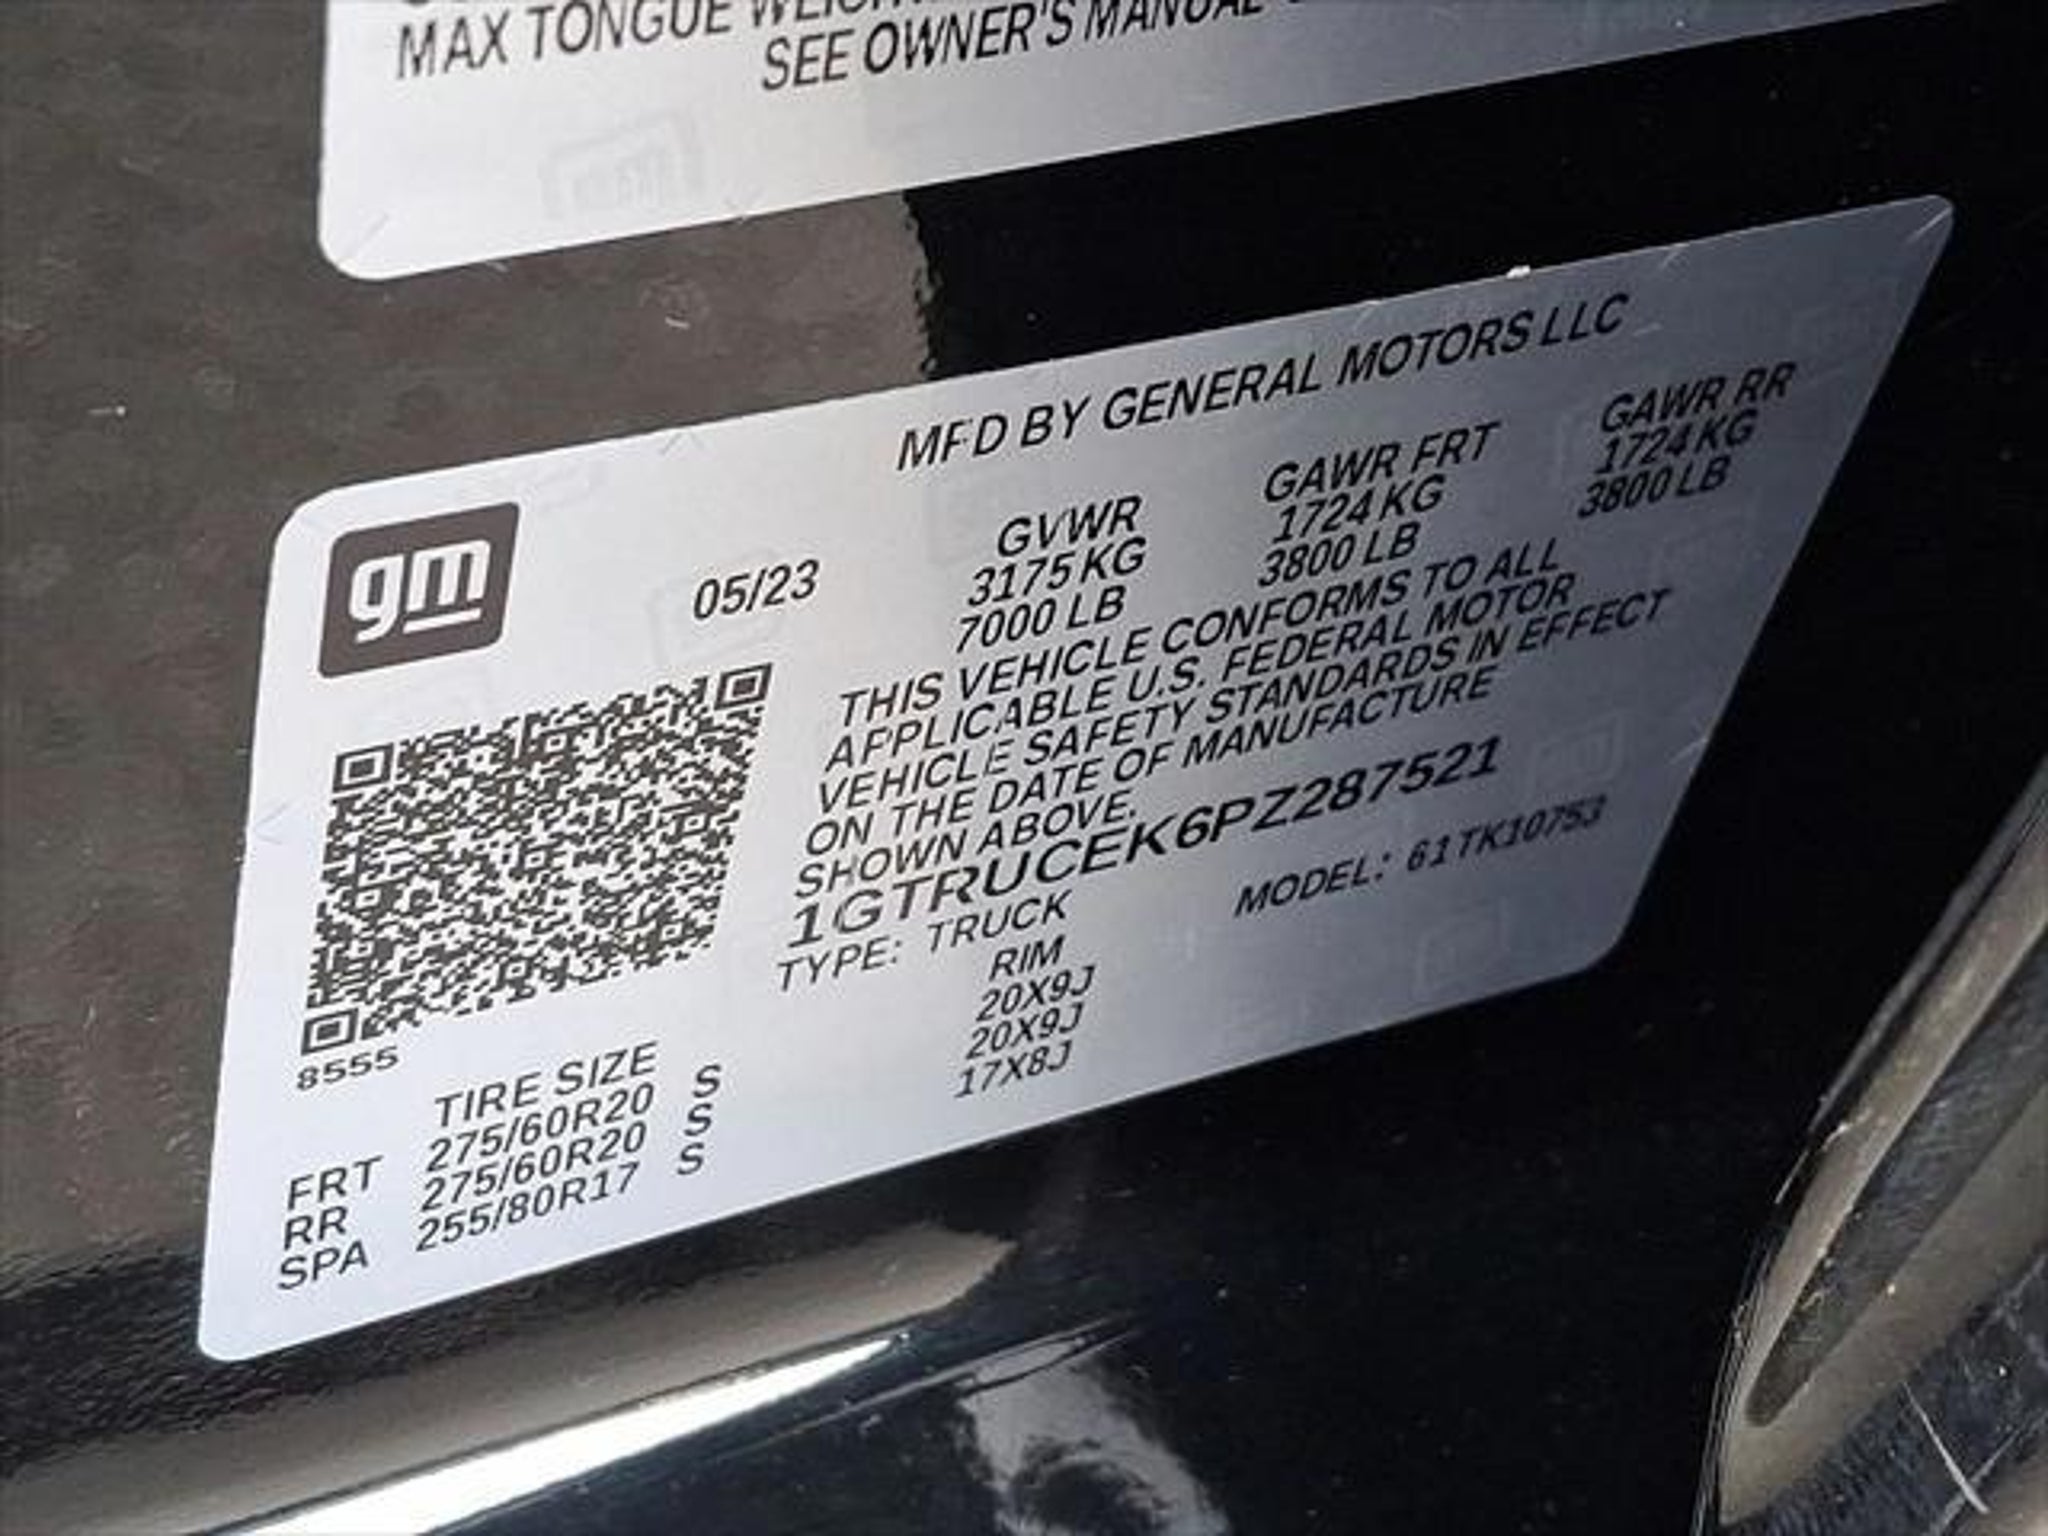 MAX TONGUE WEIGHT
SEE OWNER'S MANUAL
MFD BY GENERAL MOTORS LLC
gm
05/23
GVWR GAWR FRT GAWR RR
3175 KG 1724 KG 1724 KG
7000 LB 3800 LB 3800 LB
THIS VEHICLE CONFORMS TO ALL
APPLICABLE U.S. FEDERAL MOTOR
VEHICLE SAFETY STANDARDS IN EFFECT
ON THE DATE OF MANUFACTURE
SHOWN ABOVE.
1GTRUCEK6PZ287521
TYPE: TRUCK MODEL: 61TK10753
8555
TIRE SIZE RIM
FRT 275/60R20 S 20X9J
RR 275/60R20 S 20X9J
SPA 255/80R17 S 17X8J